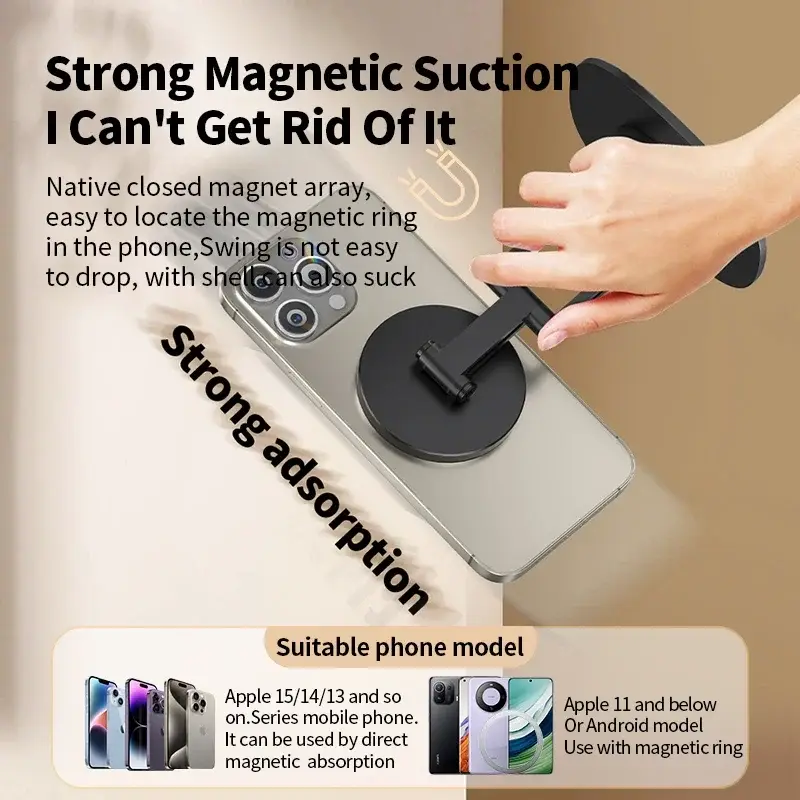 Strong Magnetic Suction
I Can't Get Rid Of It
Native closed magnet array,
easy to locate the magnetic ring
in the phone,Swing is not easy
to drop, with shell can also suck
Strong adsorption
Suitable phone model
Apple 15/14/13 and so
on.Series mobile phone.
It can be used by direct
magnetic absorption
Apple 11 and below
Or Android model
Use with magnetic ring